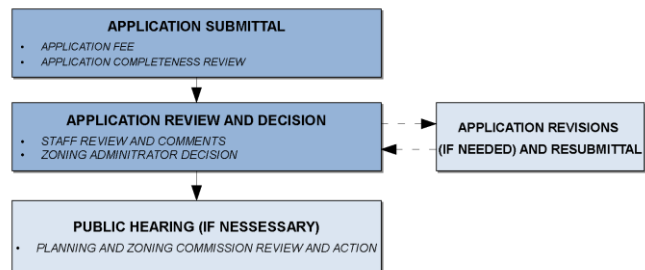 APPLICATION SUBMITTAL
• APPLICATION FEE
• APPLICATION COMPLETENESS REVIEW
APPLICATION REVIEW AND DECISION
• STAFF REVIEW AND COMMENTS
• ZONING ADMINITRATOR DECISION
APPLICATION REVISIONS
(IF NEEDED) AND RESUBMITTAL
PUBLIC HEARING (IF NESSESSARY)
• PLANNING AND ZONING COMMISSION REVIEW AND ACTION